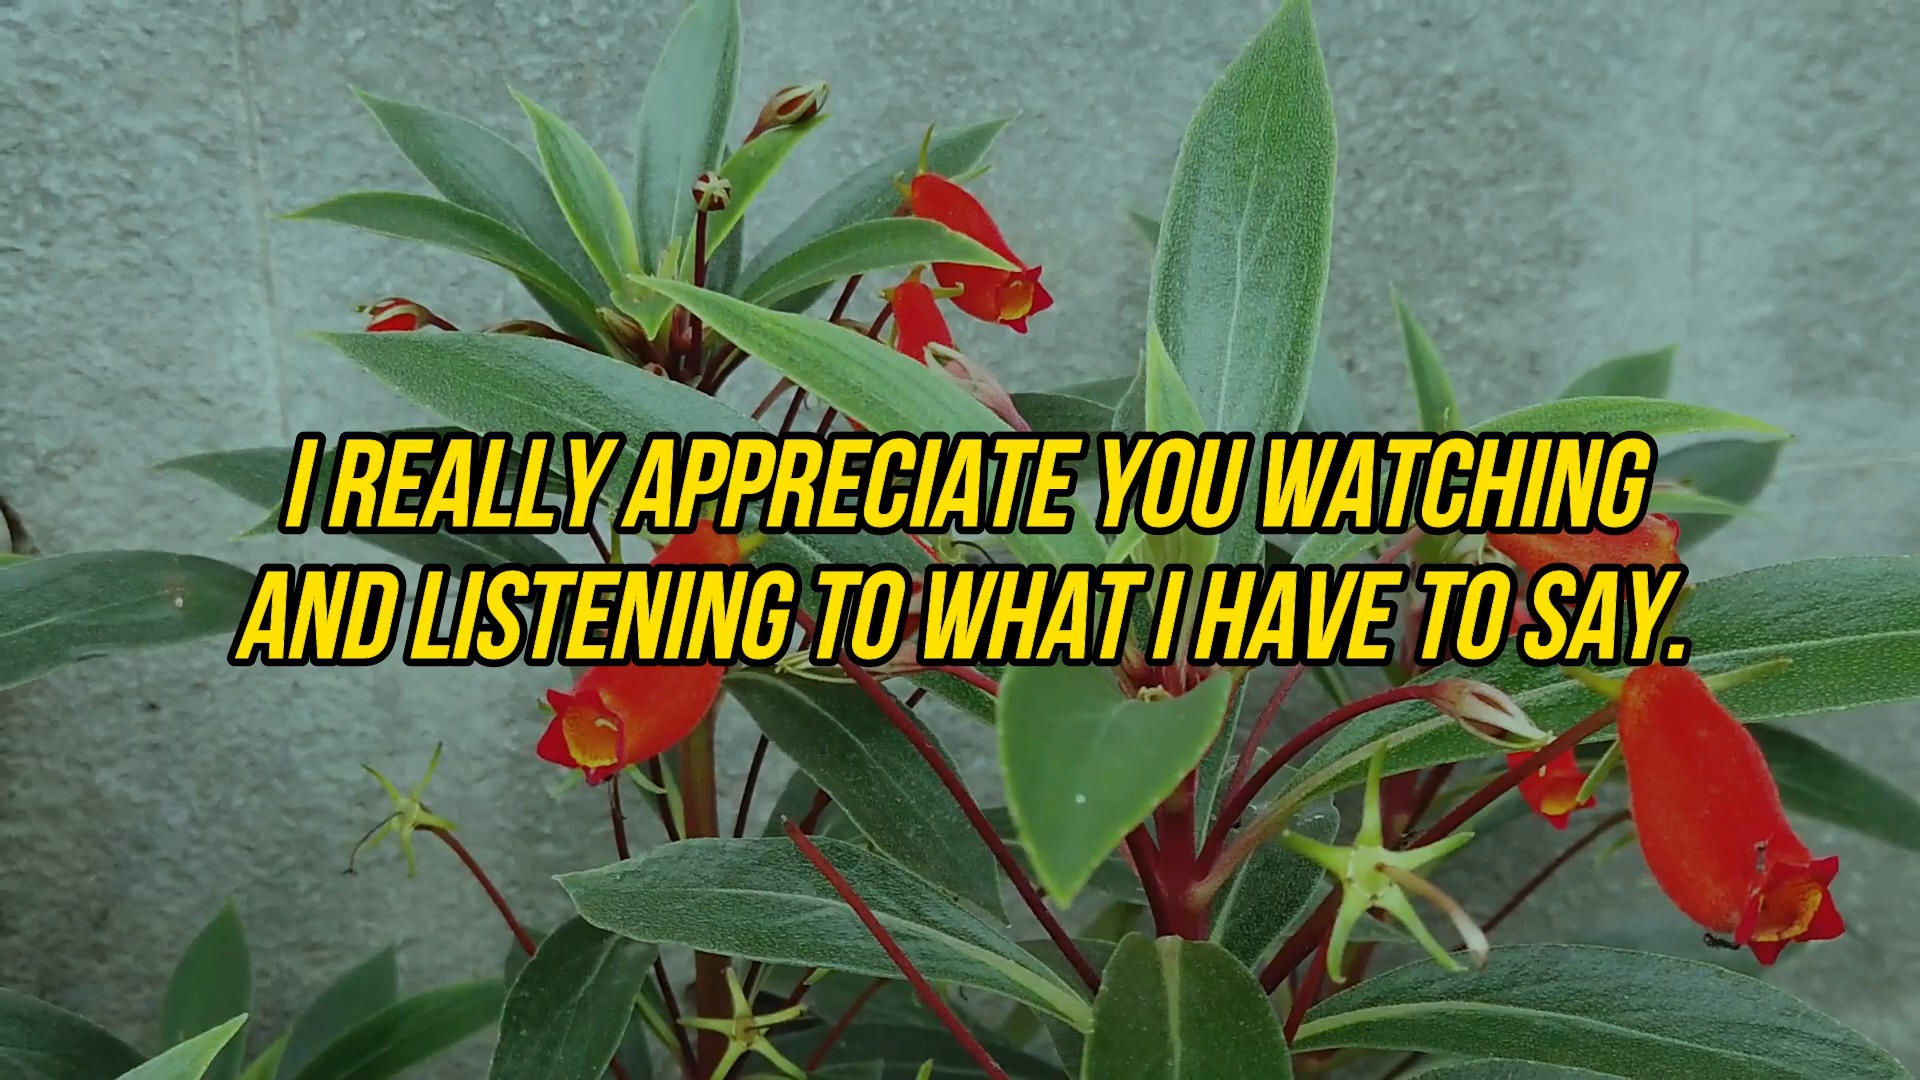 I REALLY APPRECIATE YOU WATCHING
AND LISTENING TO WHAT I HAVE TO SAY.